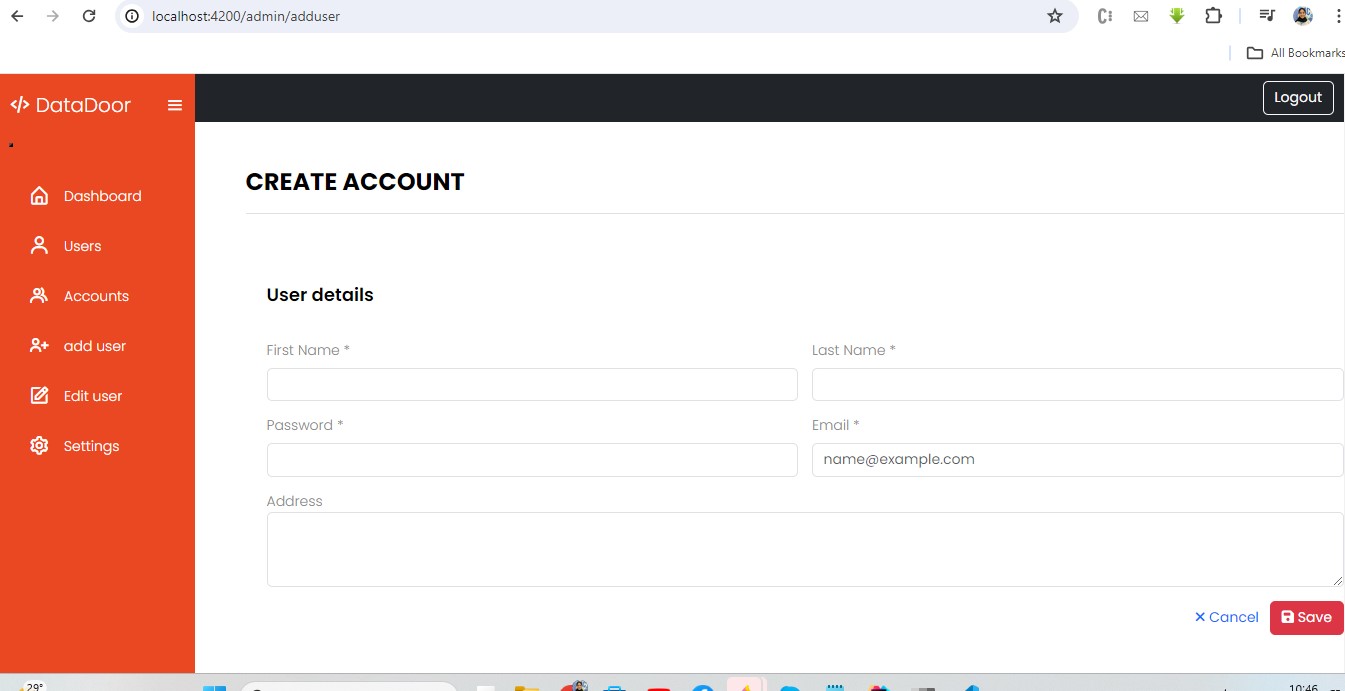 localhost:4200/admin/adduser
All Bookmarks
</> DataDoor
Logout
CREATE ACCOUNT
Dashboard
Users
Accounts
add user
Edit user
Settings
User details
First Name *
Last Name *
Password *
Email *
name@example.com
Address
Cancel
Save
29°
10:46